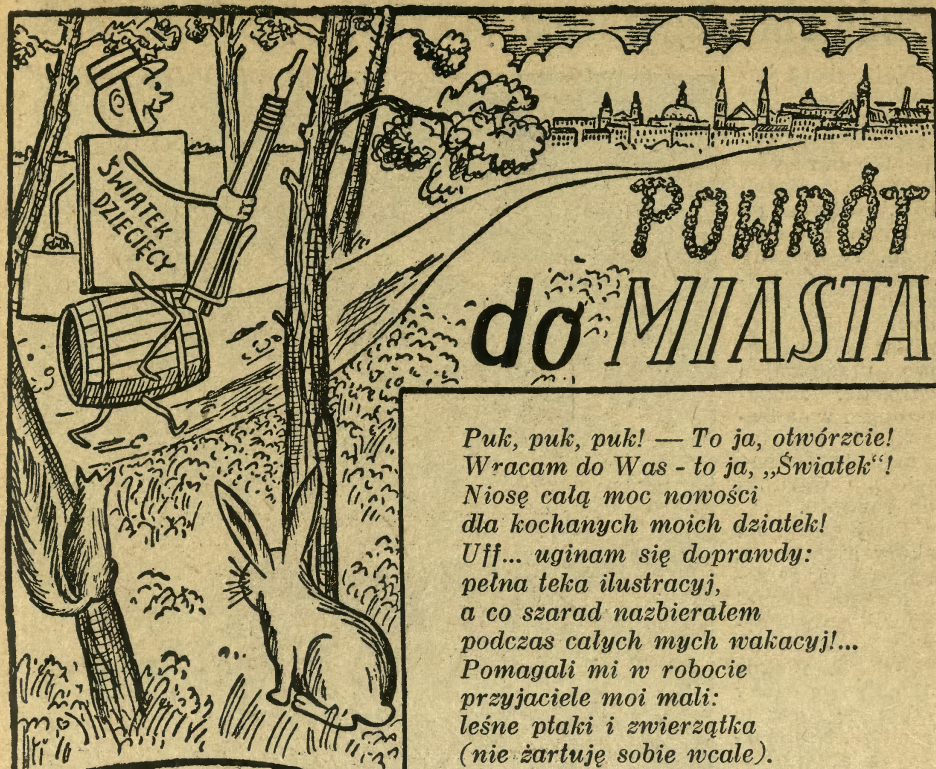 ŚWIATEK
DZIECIĘCY
POWRÓT
do MIASTA
Puk, puk, puk! — To ja, otwórzcie!
Wracam do Was - to ja, „Światek“!
Niosę całą moc nowości
dla kochanych moich dziatek!
Uff... uginam się doprawdy:
pełna teka ilustracyj,
a co szarad nazbierałem
podczas całych mych wakacyj!...
Pomagali mi w robocie
przyjaciele moi mali:
leśne ptaki i zwierzątka
(nie żartuję sobie wcale).